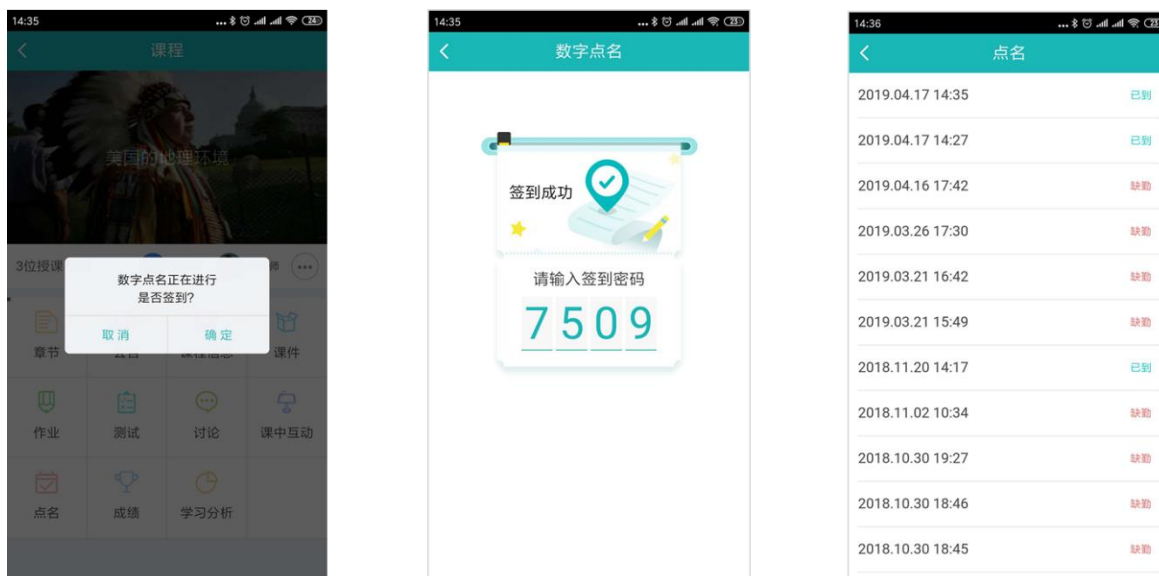 14:35
24
课程
美国的地理环境
3位授课
师
数字点名正在进行
是否签到?
取消
确定
章节
课程信息
课件
作业
测试
讨论
课中互动
点名
成绩
学习分析
14:35
23
数字点名
签到成功
请输入签到密码
7509
14:36
23
点名
2019.04.17 14:35 已到
2019.04.17 14:27 已到
2019.04.16 17:42 缺勤
2019.03.26 17:30 缺勤
2019.03.21 16:42 缺勤
2019.03.21 15:49 缺勤
2018.11.20 14:17 已到
2018.11.02 10:34 缺勤
2018.10.30 19:27 缺勤
2018.10.30 18:46 缺勤
2018.10.30 18:45 缺勤